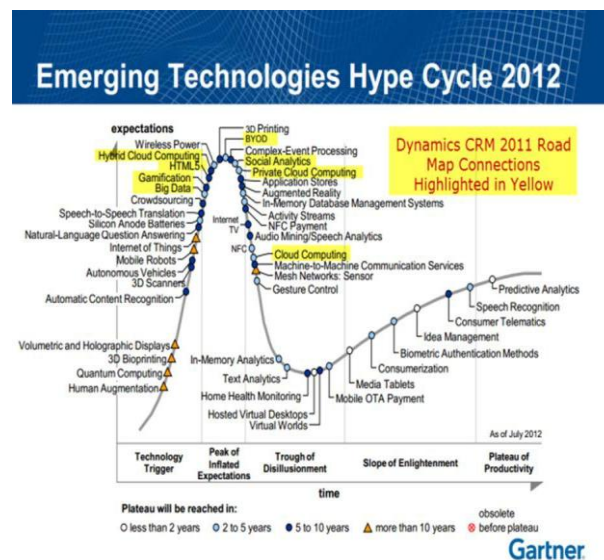 Emerging Technologies Hype Cycle 2012
expectations
3D Printing
BYOD
Wireless Power
Complex-Event Processing
Hybrid Cloud Computing
Social Analytics
HTML5
Private Cloud Computing
Gamification
Application Stores
Big Data
Augmented Reality
Crowdsourcing
In-Memory Database Management Systems
Speech-to-Speech Translation
Activity Streams
Silicon Anode Batteries
Internet
TV
NFC Payment
Natural-Language Question Answering
Audio Mining/Speech Analytics
Internet of Things
NFC
Mobile Robots
Cloud Computing
Autonomous Vehicles
Machine-to-Machine Communication Services
3D Scanners
Mesh Networks: Sensor
Automatic Content Recognition
Gesture Control
Dynamics CRM 2011 Road
Map Connections
Highlighted in Yellow
Predictive Analytics
Speech Recognition
Consumer Telematics
Idea Management
Biometric Authentication Methods
Consumerization
Media Tablets
Mobile OTA Payment
Volumetric and Holographic Displays
3D Bioprinting
Quantum Computing
Human Augmentation
In-Memory Analytics
Text Analytics
Home Health Monitoring
Hosted Virtual Desktops
Virtual Worlds
As of July 2012
Technology
Trigger
Peak of
Inflated
Expectations
Trough of
Disillusionment
Slope of Enlightenment
Plateau of
Productivity
time
Plateau will be reached in:
less than 2 years
2 to 5 years
5 to 10 years
more than 10 years
obsolete
before plateau
Gartner